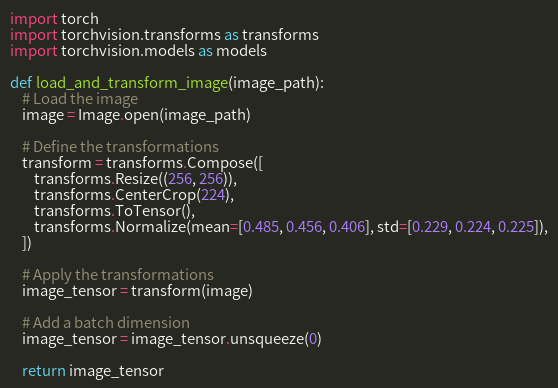 import torch
import torchvision.transforms as transforms
import torchvision.models as models
def load_and_transform_image(image_path):
# Load the image
image = Image.open(image_path)
# Define the transformations
transform = transforms.Compose([
transforms.Resize((256, 256)),
transforms.CenterCrop(224),
transforms.ToTensor(),
transforms.Normalize(mean=[0.485, 0.456, 0.406], std=[0.229, 0.224, 0.225]),
])
# Apply the transformations
image_tensor = transform(image)
# Add a batch dimension
image_tensor = image_tensor.unsqueeze(0)
return image_tensor